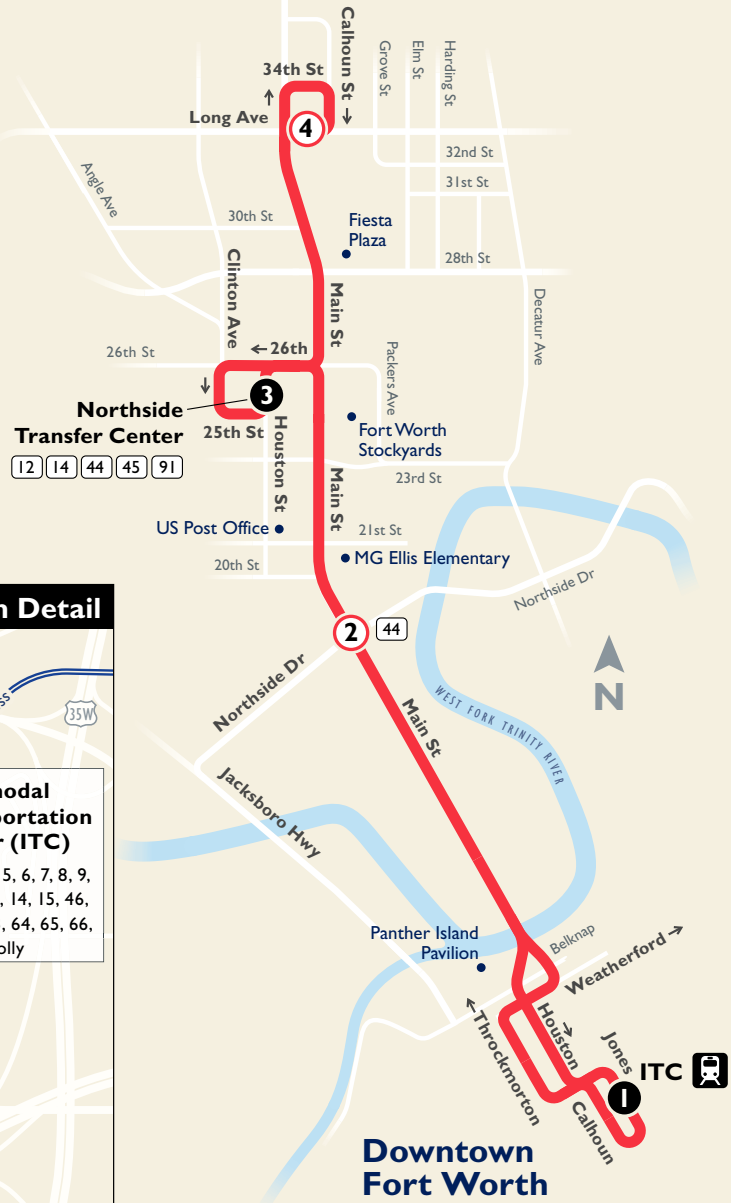 Calhoun St
Grove St
Elm St
Harding St
34th St
Long Ave
4
32nd St
31st St
Angle Ave
30th St
Fiesta
Plaza
28th St
Clinton Ave
Main St
Decatur Ave
26th St
26th
Packers Ave
3
Northside
Transfer Center
12 14 44 45 91
25th St
Houston St
Fort Worth
Stockyards
Main St
23rd St
US Post Office
21st St
MG Ellis Elementary
20th St
Northside Dr
2
44
N
Northside Dr
Main St
WEST FORK TRINITY RIVER
Jacksboro Hwy
n Detail
ss
35W
nodal
portation
r (ITC)
5, 6, 7, 8, 9,
, 14, 15, 46,
, 64, 65, 66,
olly
Panther Island
Pavilion
Belknap
Weatherford
Throckmorton
Houston
Jones
ITC
1
Calhoun
Downtown
Fort Worth